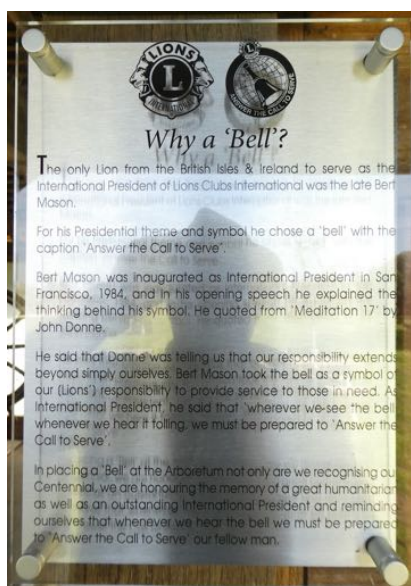 LIONS
L
INTERNATIONAL
ANSWER THE CALL TO SERVE
Why a 'Bell'?
The only Lion from the British Isles & Ireland to serve as the
International President of Lions Clubs International was the late Bert
Mason.
For his Presidential theme and symbol he chose a 'bell' with the
caption 'Answer the Call to Serve'.
Bert Mason was inaugurated as International President in San
Francisco, 1984, and in his opening speech he explained the
thinking behind his symbol. He quoted from 'Meditation 17' by
John Donne.
He said that Donne was telling us that our responsibility extends
beyond simply ourselves. Bert Mason took the bell as a symbol of
our (Lions') responsibility to provide service to those in need. As
International President, he said that 'wherever we see the bell
whenever we hear it tolling, we must be prepared to 'Answer the
Call to Serve'.
In placing a 'Bell' at the Arboretum not only are we recognising our
Centennial, we are honouring the memory of a great humanitarian
as well as an outstanding International President and reminding
ourselves that whenever we hear the bell we must be prepared
to 'Answer the Call to Serve' our fellow man.